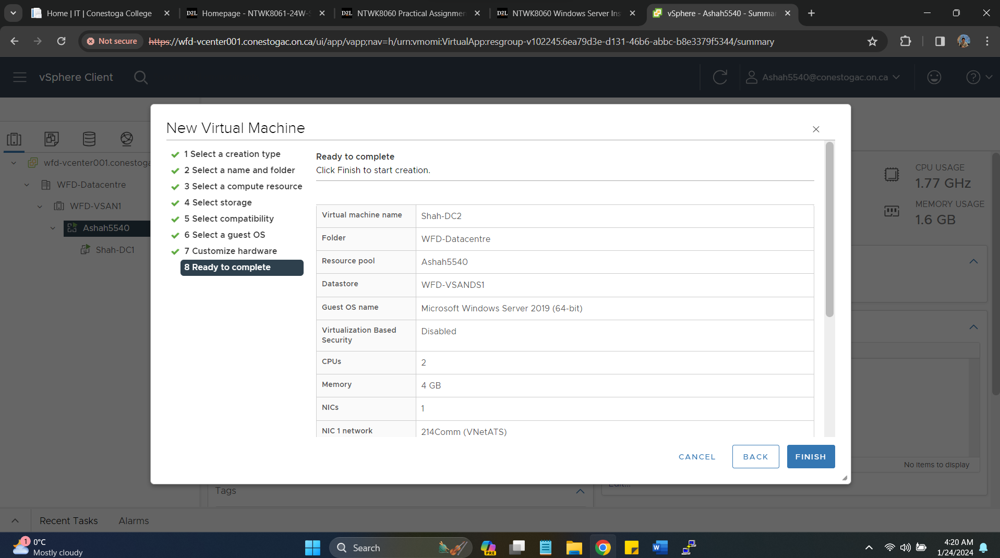 Home | IT | Conestoga College
D2L Homepage - NTWK8061-24W-S
D2L NTWK8060 Practical Assignmen
D2L NTWK8060 Windows Server Ins
vSphere - Ashah5540 - Summa
Not secure
https://wfd-vcenter001.conestogac.on.ca/ui/app/vapp;nav=h/urn:vmomi:VirtualApp:resgroup-v102245:6ea79d3e-d131-46b6-abbc-b8e3379f5344/summary
vSphere Client
Ashah5540@conestogac.on.ca
wfd-vcenter001.conestoga
WFD-Datacentre
WFD-VSAN1
Ashah5540
Shah-DC1
CPU USAGE
1.77 GHz
MEMORY USAGE
1.6 GB
New Virtual Machine
1 Select a creation type
2 Select a name and folder
3 Select a compute resource
4 Select storage
5 Select compatibility
6 Select a guest OS
7 Customize hardware
8 Ready to complete
Ready to complete
Click Finish to start creation.
Virtual machine name Shah-DC2
Folder WFD-Datacentre
Resource pool Ashah5540
Datastore WFD-VSANDS1
Guest OS name Microsoft Windows Server 2019 (64-bit)
Virtualization Based Disabled
Security
CPUs 2
Memory 4 GB
NICs 1
NIC 1 network 214Comm (VNetATS)
CANCEL BACK FINISH
No items to display
Edit...
Tags
Recent Tasks Alarms
1
0°C
Mostly cloudy
Search
PRE
W
4:20 AM
1/24/2024